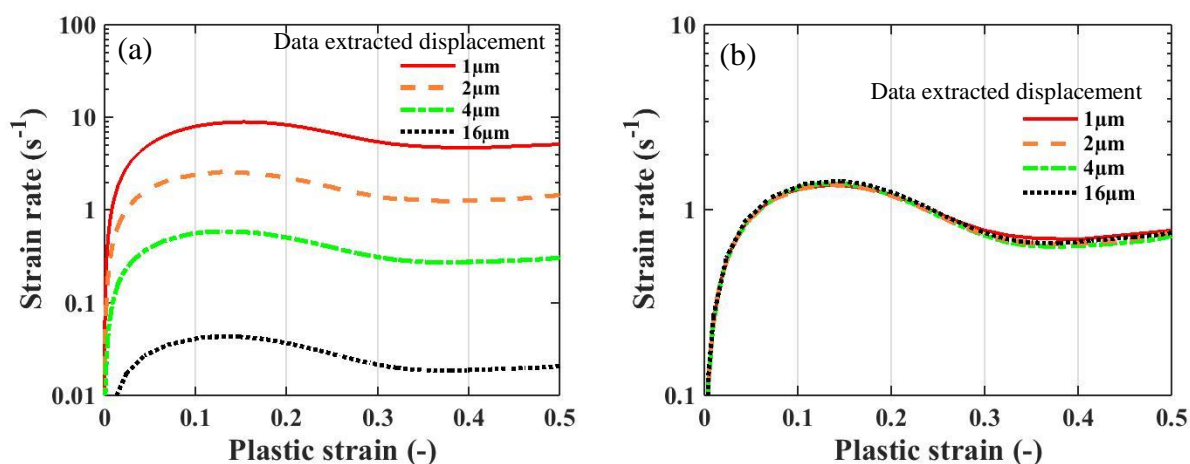 (a)
Data extracted displacement
1μm
2μm
4μm
16μm
100
10
1
0.1
0.01
Strain rate (s⁻¹)
0 0.1 0.2 0.3 0.4 0.5
Plastic strain (-)
(b)
Data extracted displacement
1μm
2μm
4μm
16μm
10
1
0.1
Strain rate (s⁻¹)
0 0.1 0.2 0.3 0.4 0.5
Plastic strain (-)